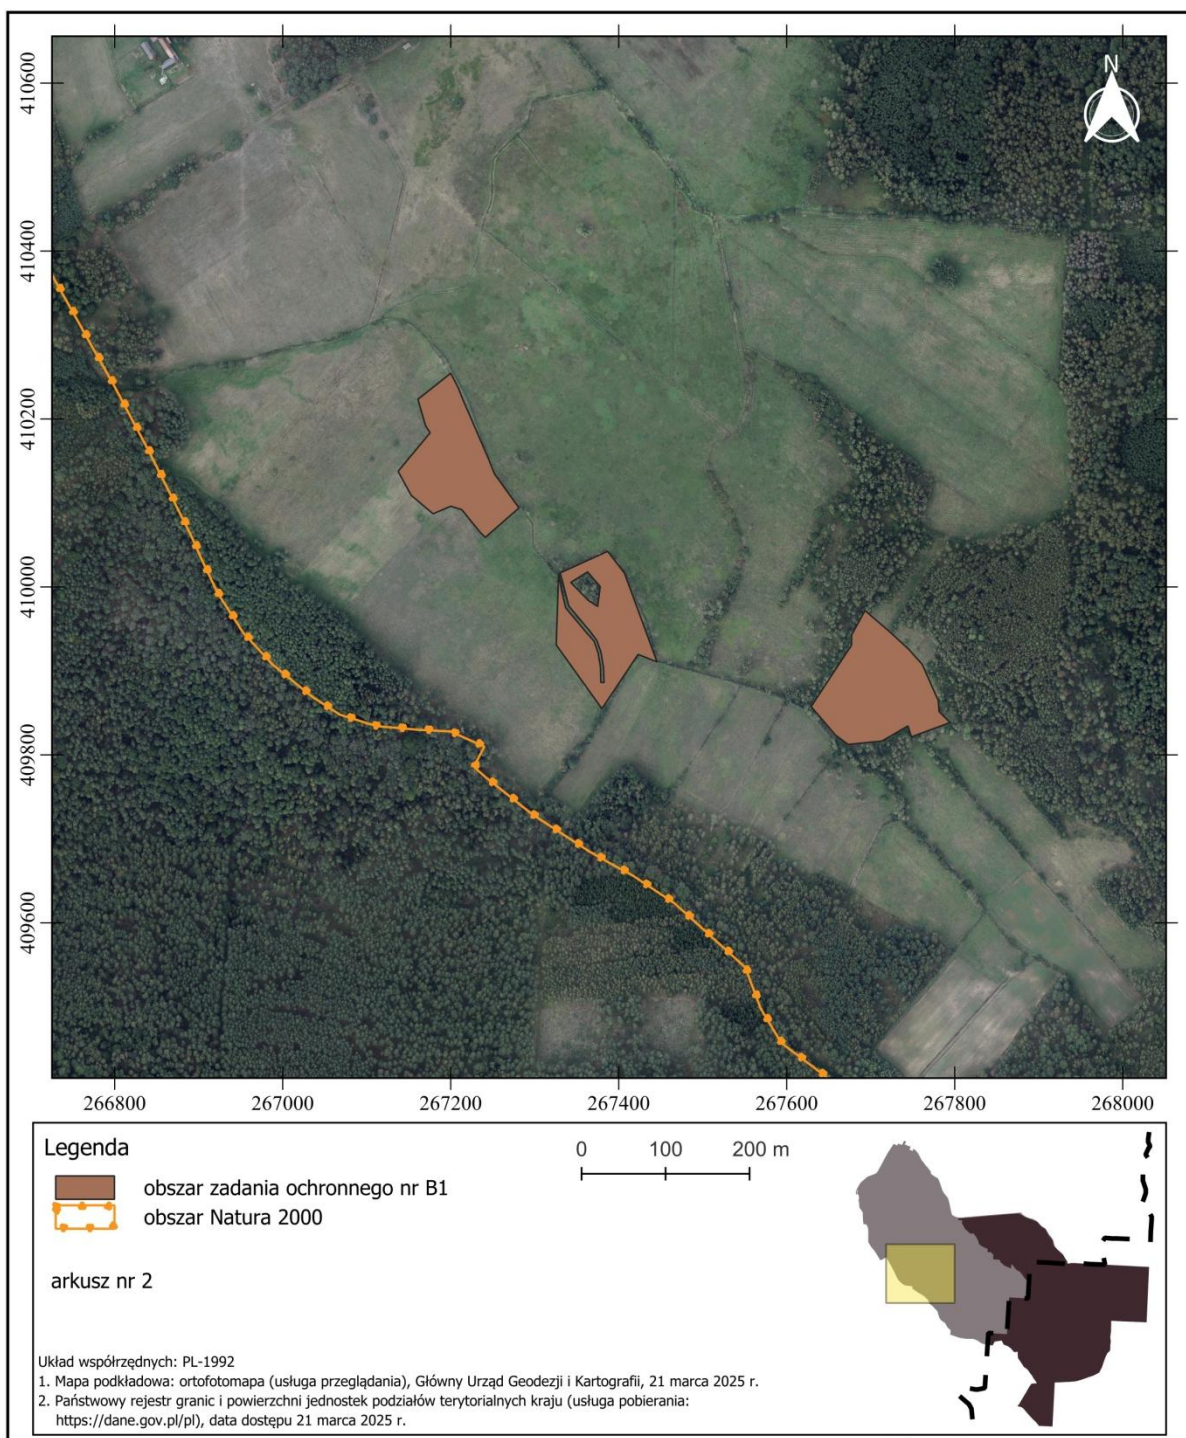 N
410600
410400
410200
410000
409800
409600
266800 267000 267200 267400 267600 267800 268000
Legenda
obszar zadania ochronnego nr B1
obszar Natura 2000
0 100 200 m
arkusz nr 2
Układ współrzędnych: PL-1992
1. Mapa podkładowa: ortofotomapa (usługa przeglądania), Główny Urząd Geodezji i Kartografii, 21 marca 2025 r.
2. Państwowy rejestr granic i powierzchni jednostek podziałów terytorialnych kraju (usługa pobierania:
https://dane.gov.pl/pl), data dostępu 21 marca 2025 r.